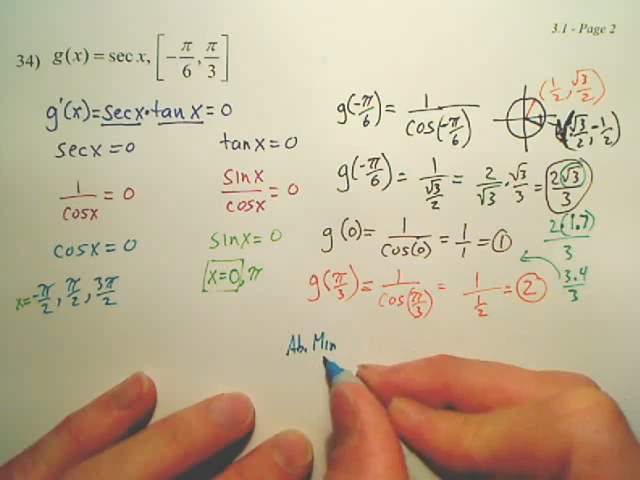 3.1 - Page 2
34) g(x) = sec x, [-π/6, π/3]
g'(x) = sec x · tan x = 0
sec x = 0
1/cos x = 0
cos x = 0
x = -π/2, π/2, 3π/2
tan x = 0
sin x/cos x = 0
sin x = 0
x = 0, π
g(-π/6) = 1/cos(-π/6)
(1/2, √3/2)
√3/2, -1/2)
g(-π/6) = 1/(√3/2) = 2/√3 · √3/3 = 2√3/3
g(0) = 1/cos(0) = 1/1 = 1
2(1.7)/3
3.4/3
g(π/3) = 1/cos(π/3) = 1/(1/2) = 2
Ab. Min